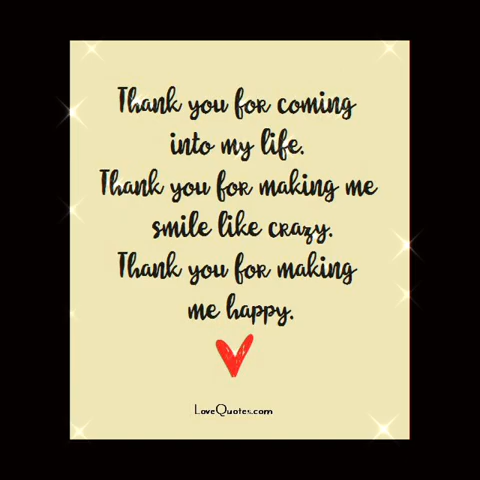 Thank you for coming
into my life.
Thank you for making me
smile like crazy.
Thank you for making
me happy.
LoveQuotes.com